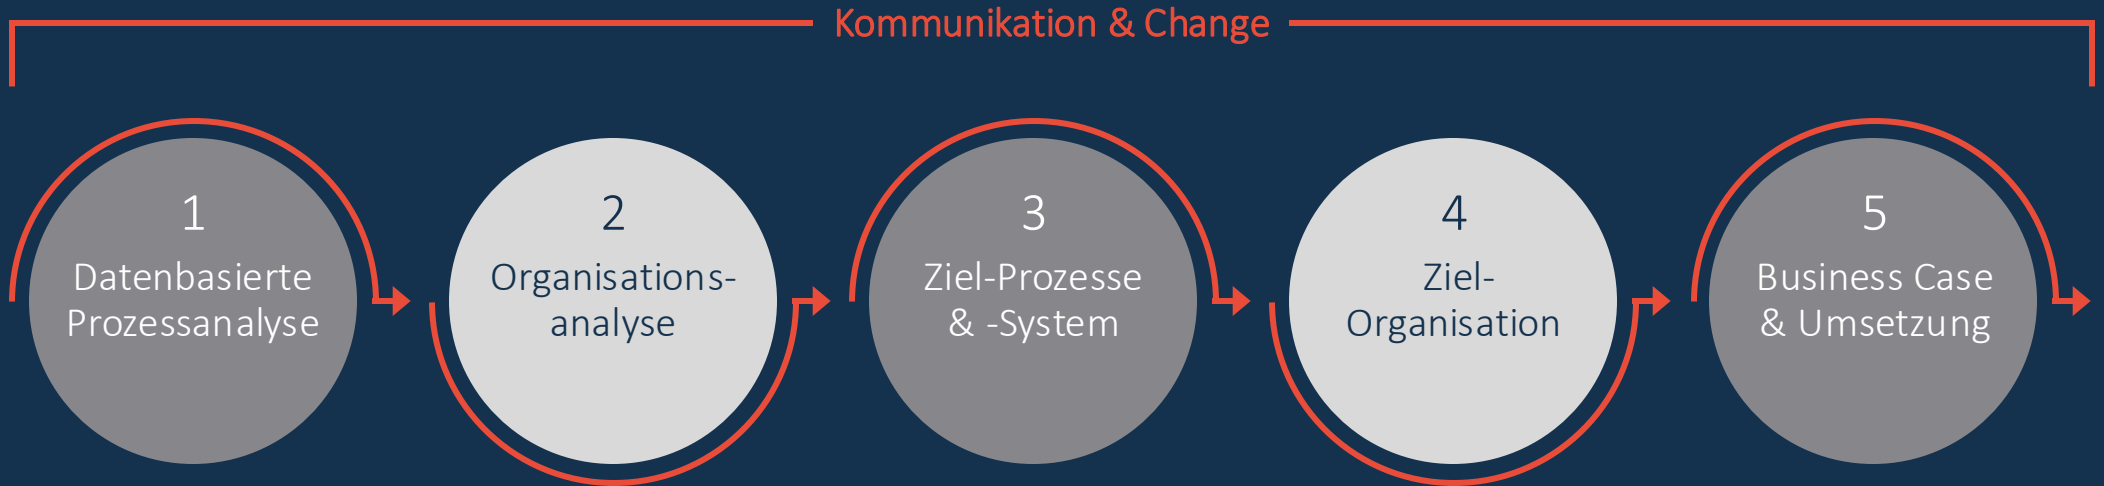 Kommunikation & Change
1
Datenbasierte
Prozessanalyse
2
Organisations-
analyse
3
Ziel-Prozesse
& -System
4
Ziel-
Organisation
5
Business Case
& Umsetzung